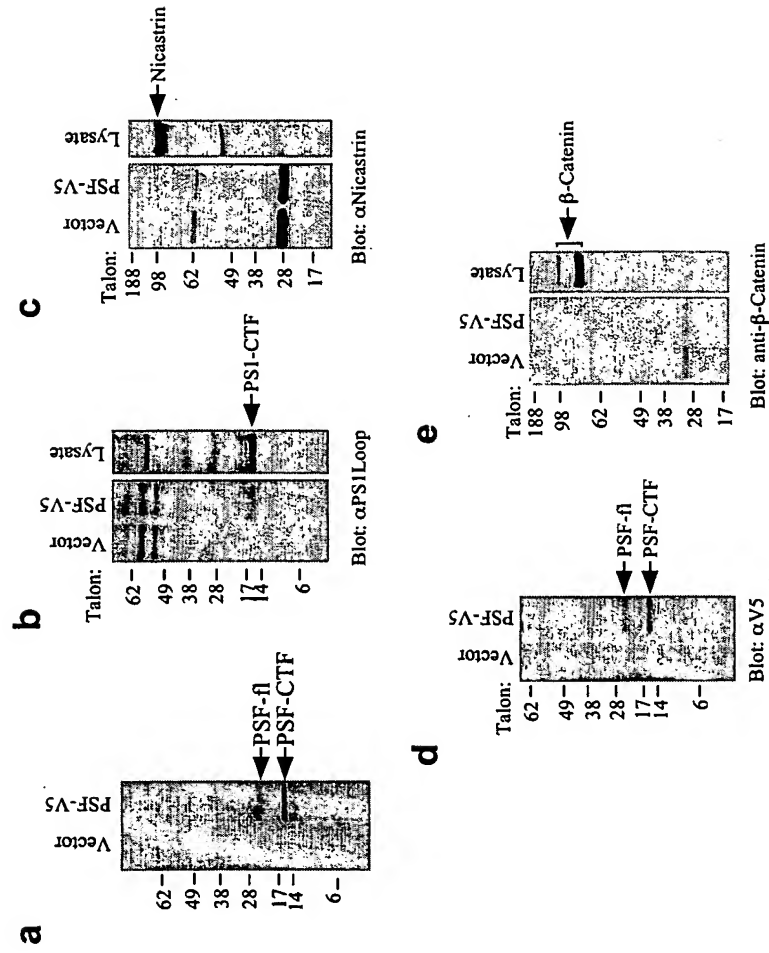 a
Vector
PSF-V5
62
49
38
28
17
14
6
PSF-fl
PSF-CTF
b
Talon:
Vector
PSF-V5
Lysate
62
49
38
28
17
14
6
PS1-CTF
Blot: αPS1Loop
c
Talon:
Vector
PSF-V5
Lysate
188
98
62
49
38
28
17
Nicastrin
Blot: αNicastrin
d
Talon:
Vector
PSF-V5
62
49
38
28
17
14
6
PSF-fl
PSF-CTF
Blot: αV5
e
Talon:
Vector
PSF-V5
Lysate
188
98
62
49
38
28
17
β-Catenin
Blot: anti-β-Catenin